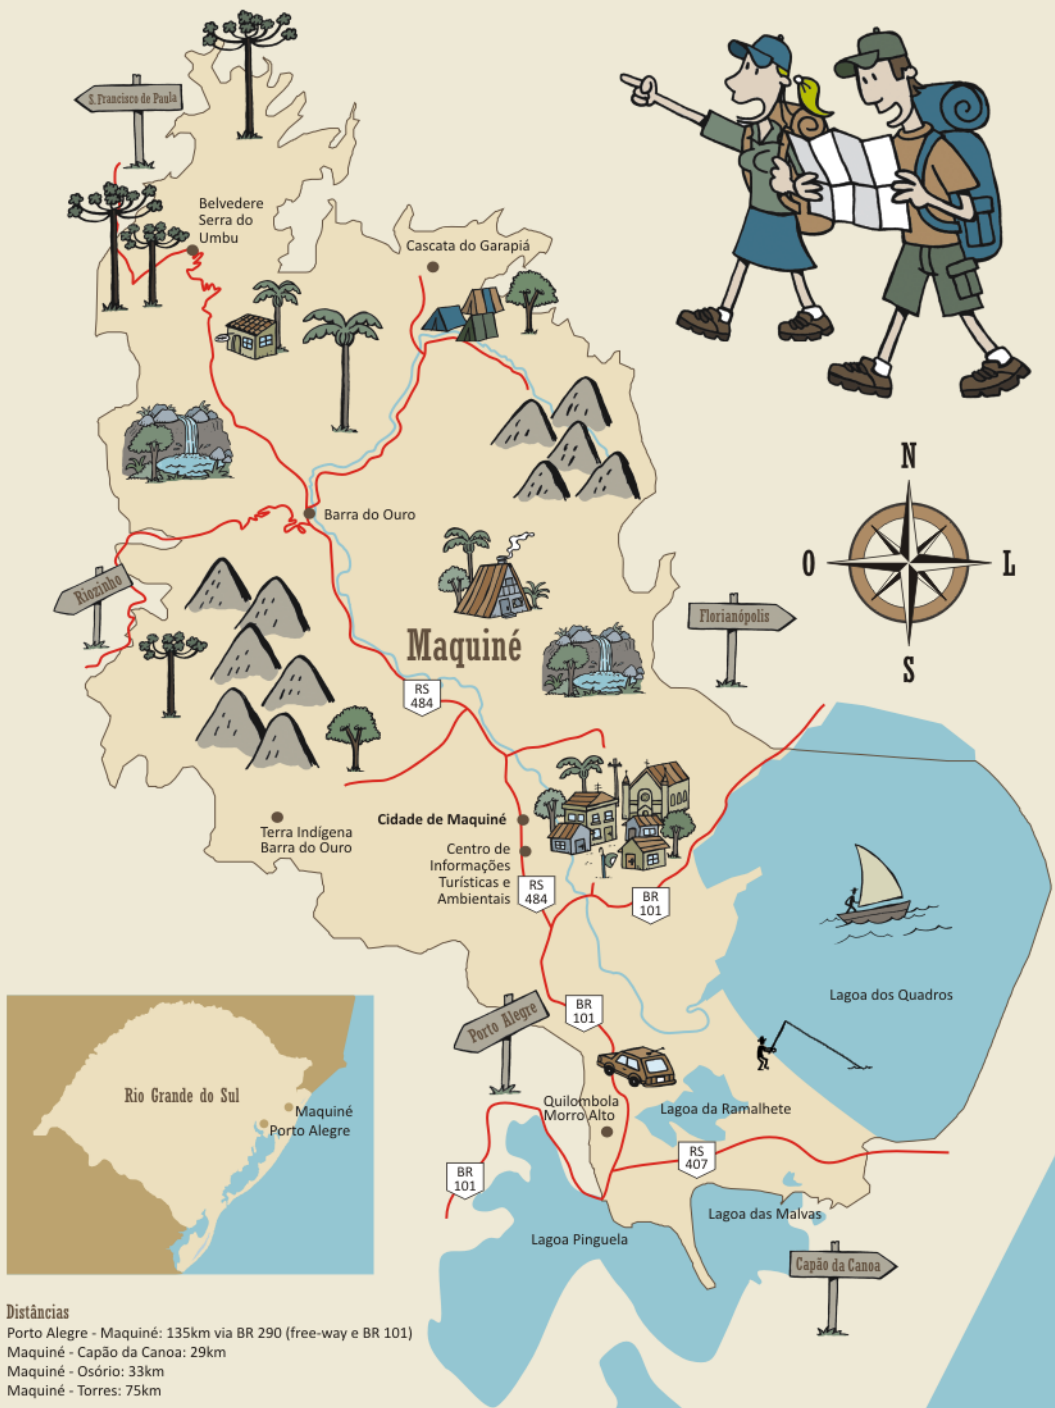 S. Francisco de Paula
Belvedere
Serra do
Umbu
Cascata do Garapiá
N
O
L
S
Barra do Ouro
Riozinho
Florianópolis
Maquiné
RS
484
Cidade de Maquiné
Terra Indígena
Barra do Ouro
Centro de
Informações
Turísticas e
Ambientais
RS
484
BR
101
Lagoa dos Quadros
Porto Alegre
BR
101
Quilombola
Morro Alto
Lagoa da Ramalhete
BR
101
RS
407
Lagoa das Malvas
Lagoa Pinguela
Capão da Canoa
Rio Grande do Sul
Maquiné
Porto Alegre
Distâncias
Porto Alegre - Maquiné: 135km via BR 290 (free-way e BR 101)
Maquiné - Capão da Canoa: 29km
Maquiné - Osório: 33km
Maquiné - Torres: 75km